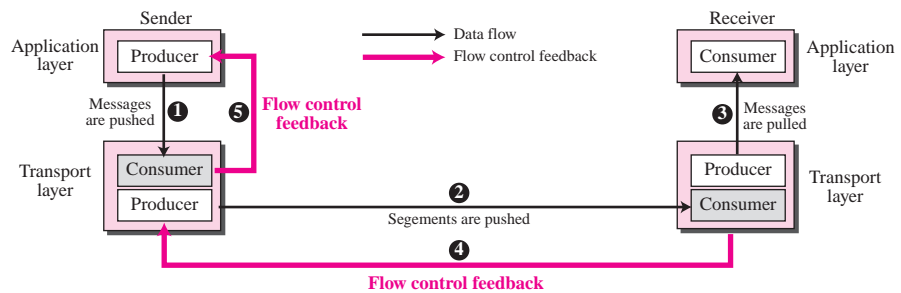 Sender
Receiver
Application
layer
Producer
Data flow
Flow control feedback
Consumer
Application
layer
Messages
are pushed
1
5
Flow control
feedback
3
Messages
are pulled
Transport
layer
Consumer
Producer
2
Segements are pushed
Producer
Consumer
Transport
layer
4
Flow control feedback